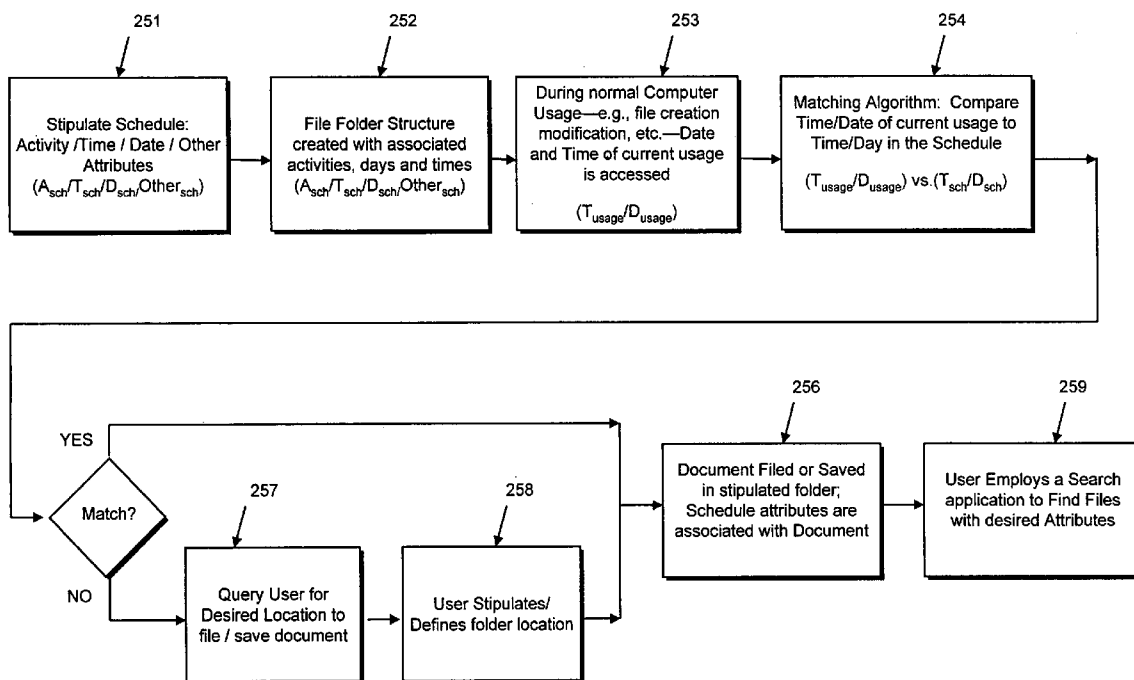 251
252
253
254
Stipulate Schedule:
Activity /Time / Date / Other
Attributes
(Asch/Tsch/Dsch/Othersch)
File Folder Structure
created with associated
activities, days and times
(Asch/Tsch/Dsch/Othersch)
During normal Computer
Usage—e.g., file creation
modification, etc.—Date
and Time of current usage
is accessed
(Tusage/Dusage)
Matching Algorithm: Compare
Time/Date of current usage to
Time/Day in the Schedule
(Tusage/Dusage) vs.(Tsch/Dsch)
YES
Match?
NO
257
Query User for
Desired Location to
file / save document
258
User Stipulates/
Defines folder location
256
Document Filed or Saved
in stipulated folder;
Schedule attributes are
associated with Document
259
User Employs a Search
application to Find Files
with desired Attributes